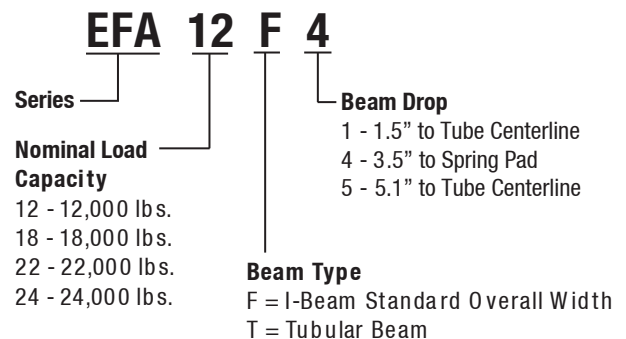 EFA 12 F 4
Series
Nominal Load
Capacity
12 - 12,000 lbs.
18 - 18,000 lbs.
22 - 22,000 lbs.
24 - 24,000 lbs.
Beam Type
F = I-Beam Standard Overall Width
T = Tubular Beam
Beam Drop
1 - 1.5” to Tube Centerline
4 - 3.5” to Spring Pad
5 - 5.1” to Tube Centerline